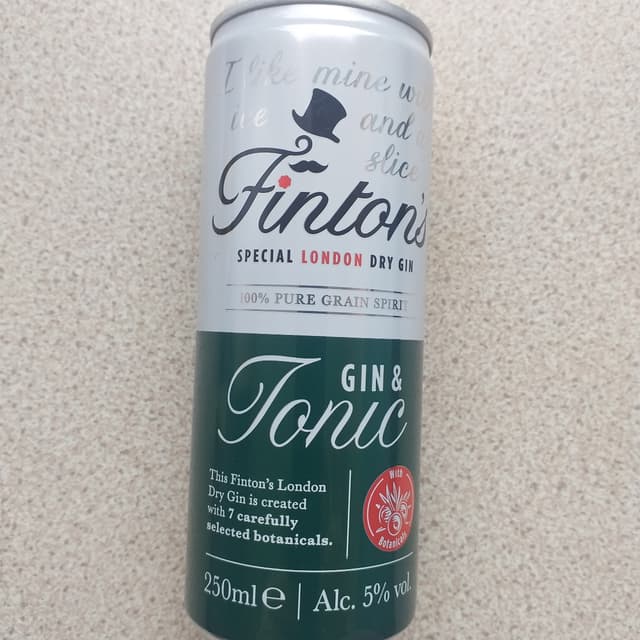 I like mine
ice and a
slice
Finton's
SPECIAL LONDON DRY GIN
100% PURE GRAIN SPIRIT
GIN &
Tonic
This Finton's London
Dry Gin is created
with 7 carefully
selected botanicals.
With
Botanicals
250ml e | Alc. 5% vol.